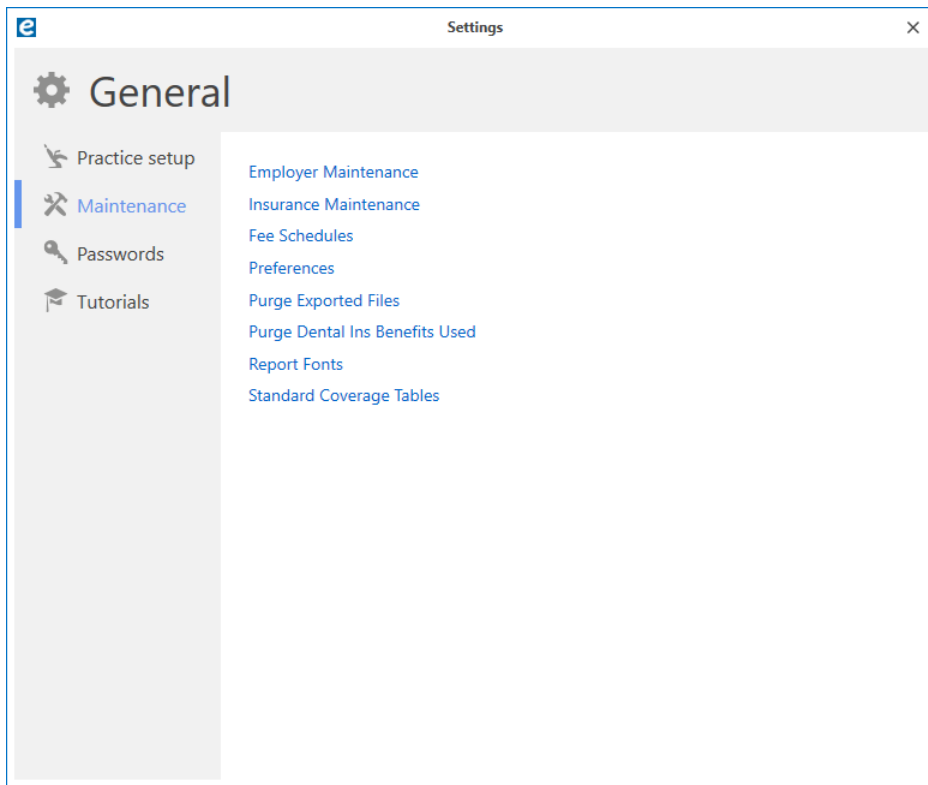 Settings
General
Practice setup
Maintenance
Passwords
Tutorials
Employer Maintenance
Insurance Maintenance
Fee Schedules
Preferences
Purge Exported Files
Purge Dental Ins Benefits Used
Report Fonts
Standard Coverage Tables